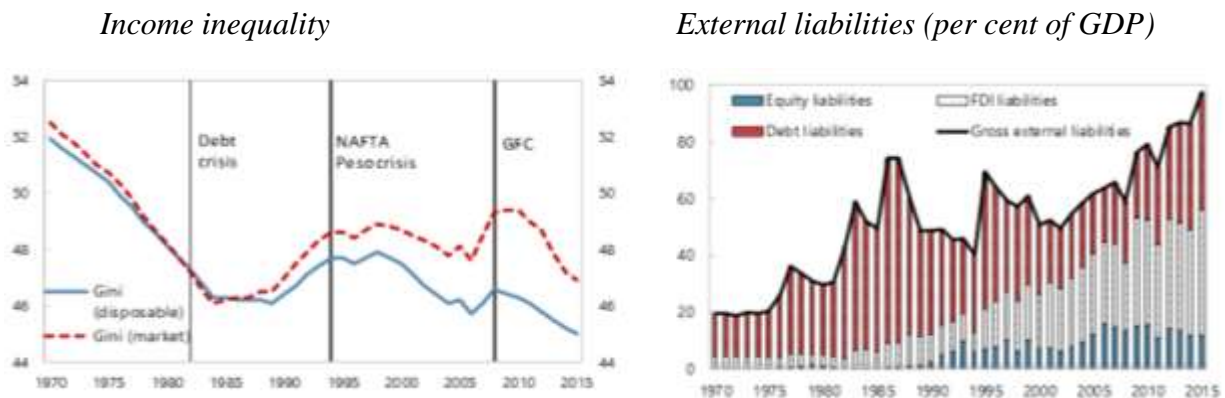 Income inequality
54 54
52 52
50 50
48 48
46 46
44 44
Debt
crisis
NAFTA
Pesocrisis
GFC
Gini
(disposable)
Gini (market)
1970 1975 1980 1985 1990 1995 2000 2005 2010 2015
External liabilities (per cent of GDP)
100
80
60
40
20
0
Equity liabilities FDI liabilities
Debt liabilities Gross external liabilities
1970 1975 1980 1985 1990 1995 2000 2005 2010 2015